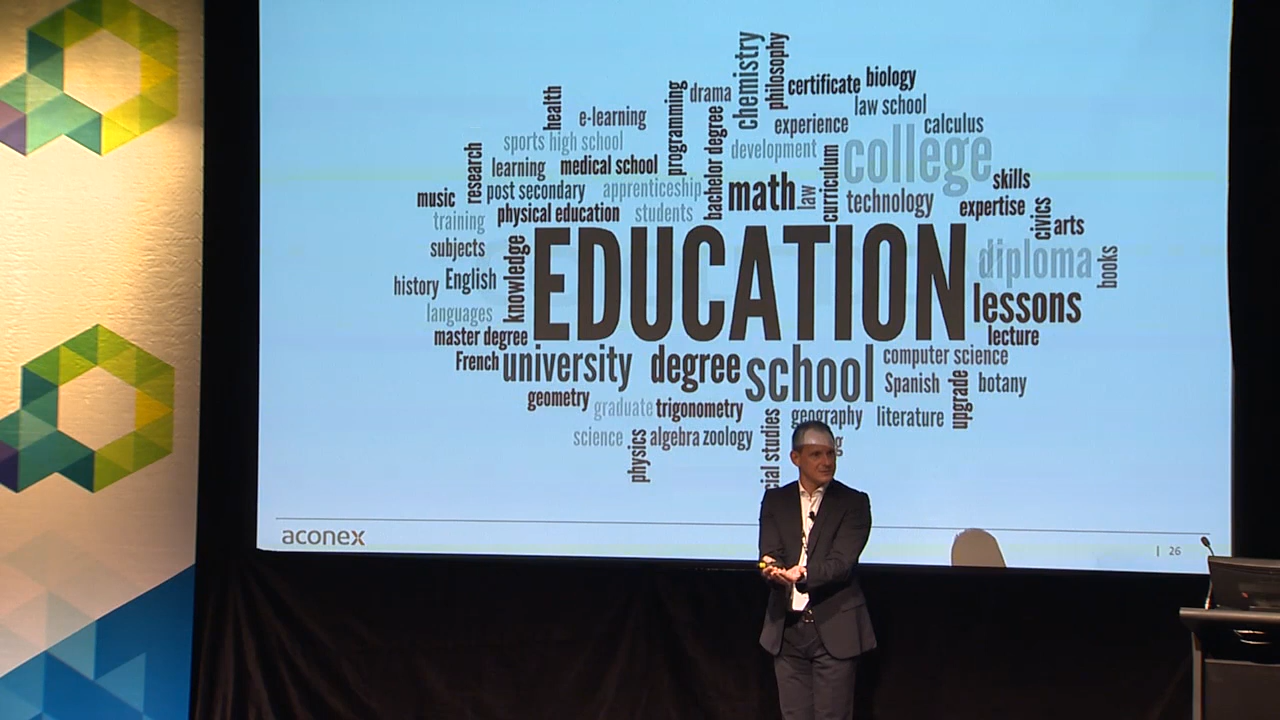 chemistry
philosophy
biology
certificate
health
programming
drama
law school
e-learning
bachelor degree
experience
calculus
sports high school
development
college
research
learning
medical school
curriculum
skills
music
post secondary
apprenticeship
math
law
technology
expertise
civics
arts
training
physical education
students
subjects
knowledge
EDUCATION
diploma
books
history
English
languages
lessons
master degree
lecture
French
university
degree
school
computer science
Spanish
upgrade
botany
geometry
graduate
trigonometry
geography
literature
science
physics
algebra
zoology
aconex
| 26